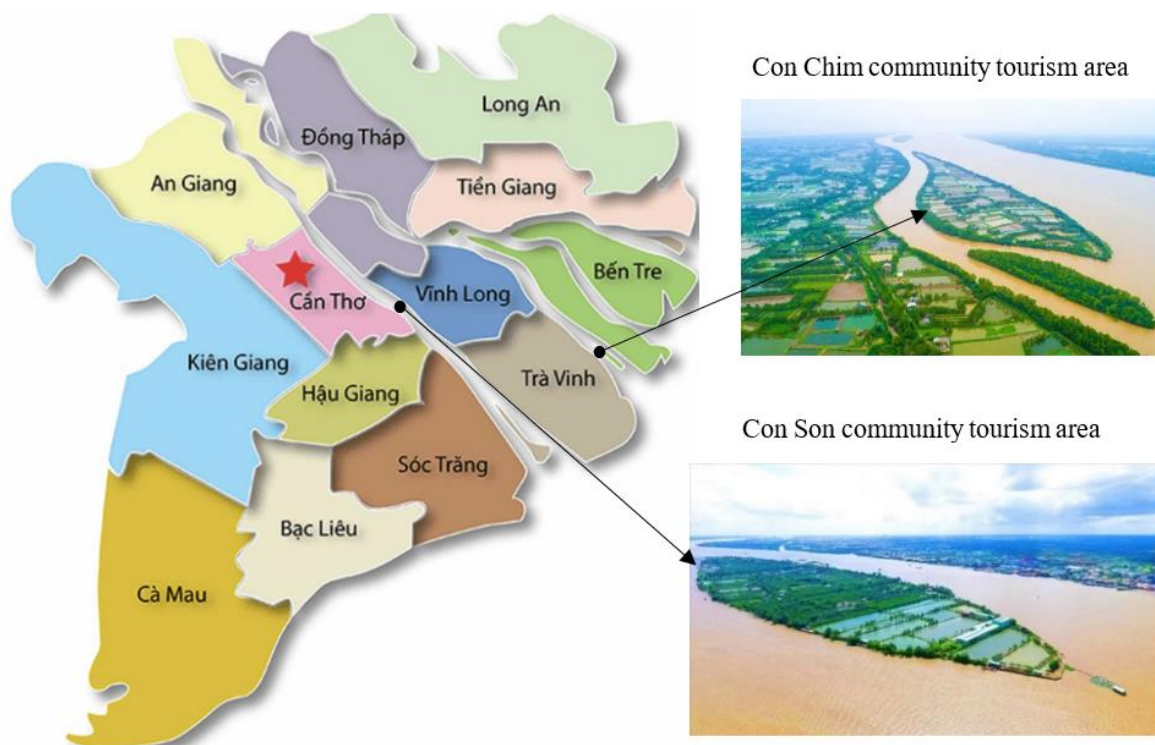 Con Chim community tourism area
Long An
Đồng Tháp
An Giang
Tiền Giang
Bến Tre
Cần Thơ
Vĩnh Long
Kiên Giang
Trà Vinh
Hậu Giang
Con Son community tourism area
Sóc Trăng
Bạc Liêu
Cà Mau